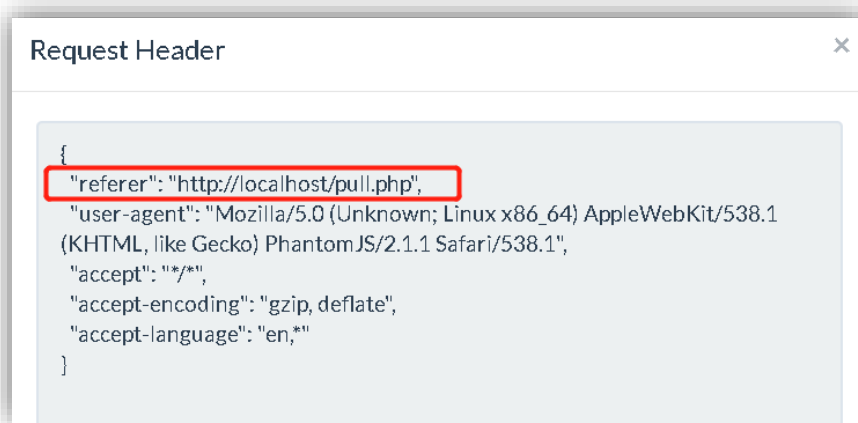 Request Header
×
{
"referer": "http://localhost/pull.php",
"user-agent": "Mozilla/5.0 (Unknown; Linux x86_64) AppleWebKit/538.1
(KHTML, like Gecko) PhantomJS/2.1.1 Safari/538.1",
"accept": "*/*",
"accept-encoding": "gzip, deflate",
"accept-language": "en,*"
}